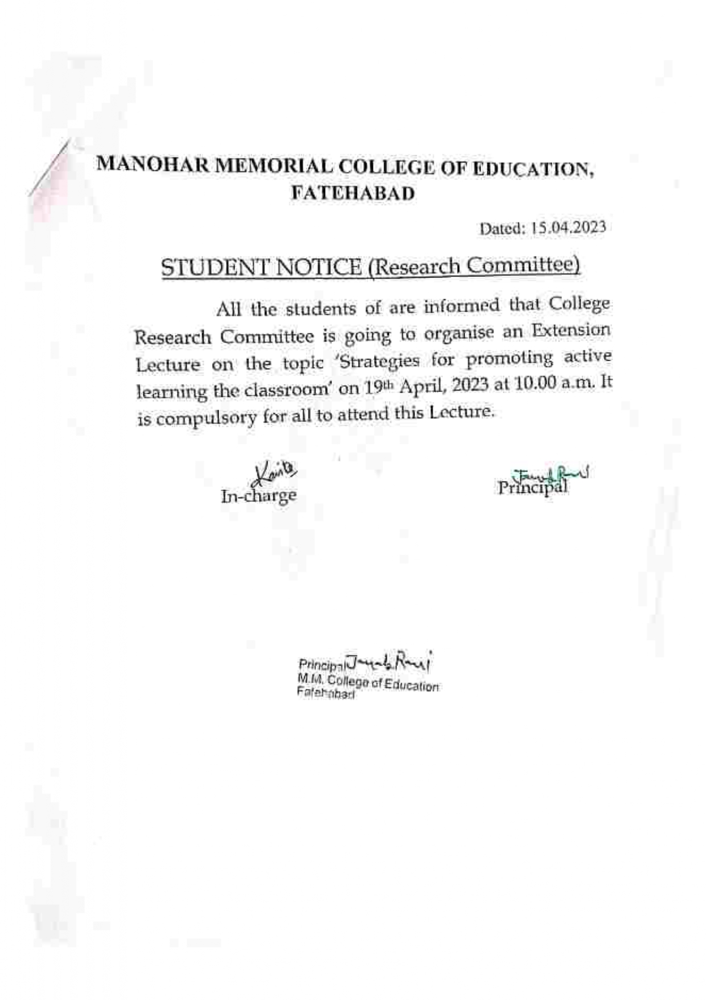 MANOHAR MEMORIAL COLLEGE OF EDUCATION,
FATEHABAD
Dated: 15.04.2023
STUDENT NOTICE (Research Committee)
All the students of are informed that College
Research Committee is going to organise an Extension
Lecture on the topic ‘Strategies for promoting active
learning the classroom’ on 19th April, 2023 at 10.00 a.m. It
is compulsory for all to attend this Lecture.
In-charge
Principal
Principal
M.M. College of Education
Fatehabad